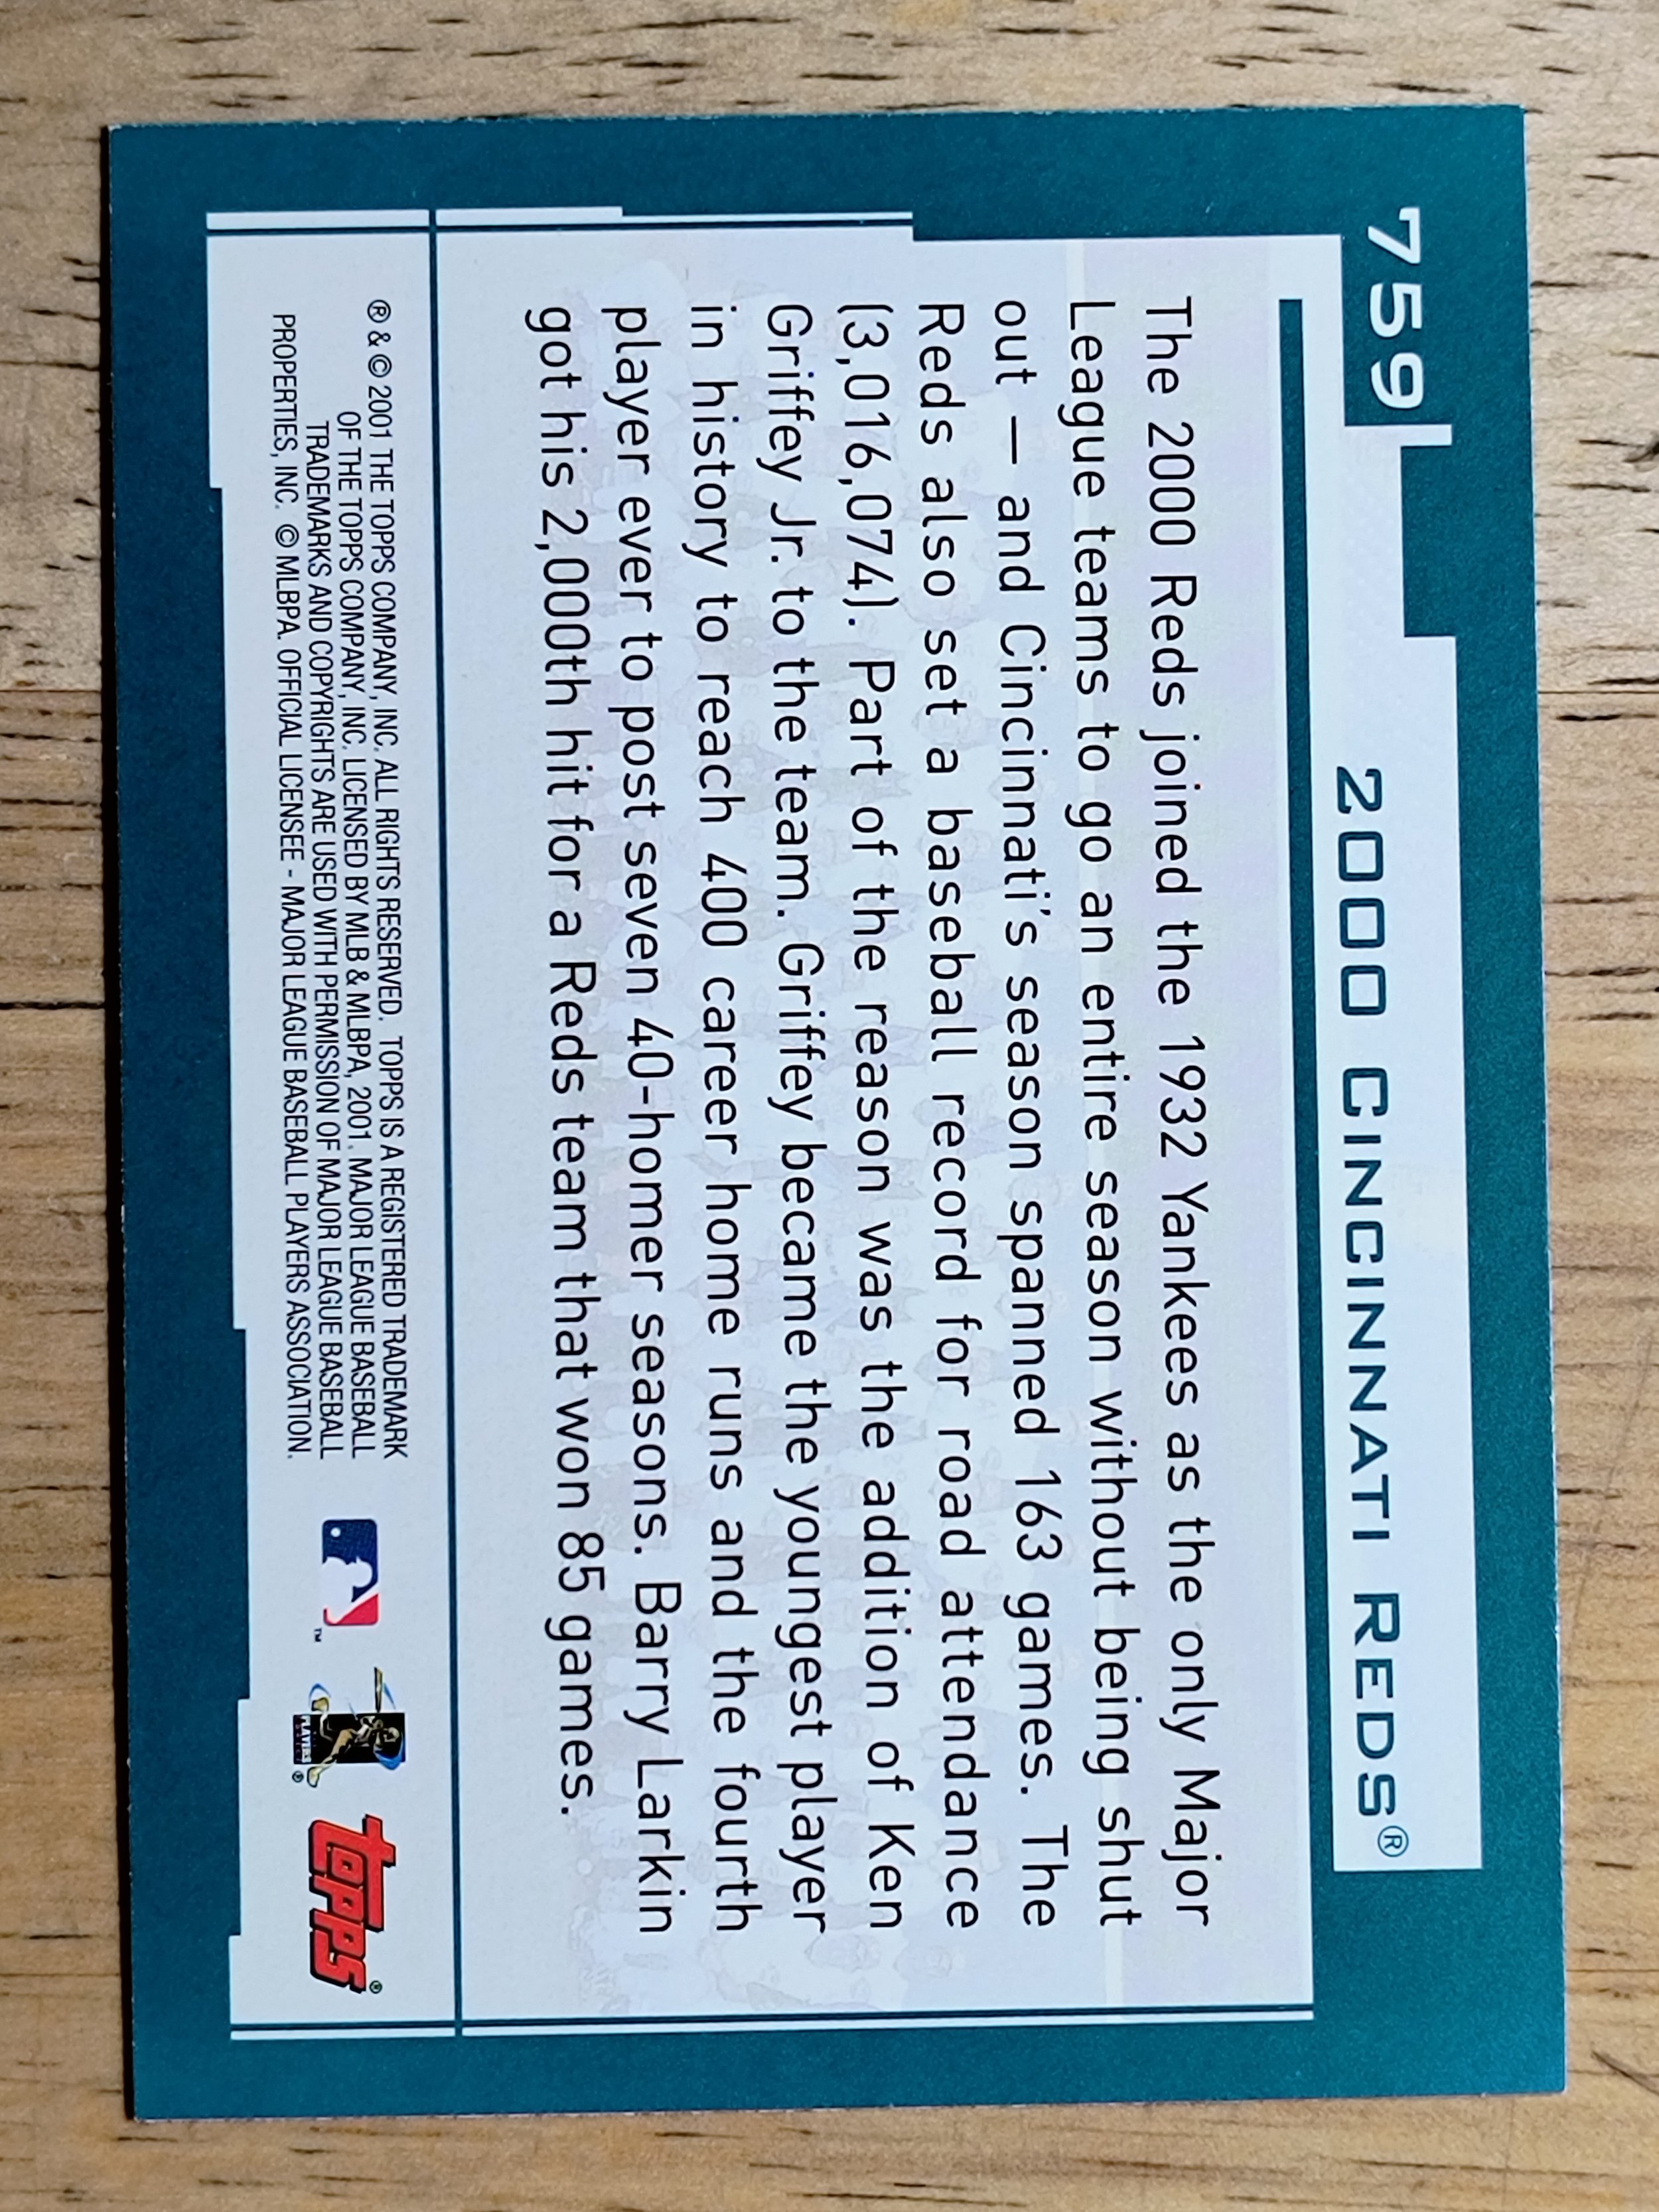 759
2000 CINCINNATI REDS®
The 2000 Reds joined the 1932 Yankees as the only Major
League teams to go an entire season without being shut
out — and Cincinnati's season spanned 163 games. The
Reds also set a baseball record for road attendance
(3,016,074). Part of the reason was the addition of Ken
Griffey Jr. to the team. Griffey became the youngest player
in history to reach 400 career home runs and the fourth
player ever to post seven 40-homer seasons. Barry Larkin
got his 2,000th hit for a Reds team that won 85 games.
® & © 2001 THE TOPPS COMPANY, INC. ALL RIGHTS RESERVED. TOPPS IS A REGISTERED TRADEMARK
OF THE TOPPS COMPANY, INC. LICENSED BY MLB & MLBPA, 2001. MAJOR LEAGUE BASEBALL
TRADEMARKS AND COPYRIGHTS ARE USED WITH PERMISSION OF MAJOR LEAGUE BASEBALL
PROPERTIES, INC. © MLBPA. OFFICIAL LICENSEE - MAJOR LEAGUE BASEBALL PLAYERS ASSOCIATION.
™
PLAYERS
®
topps®